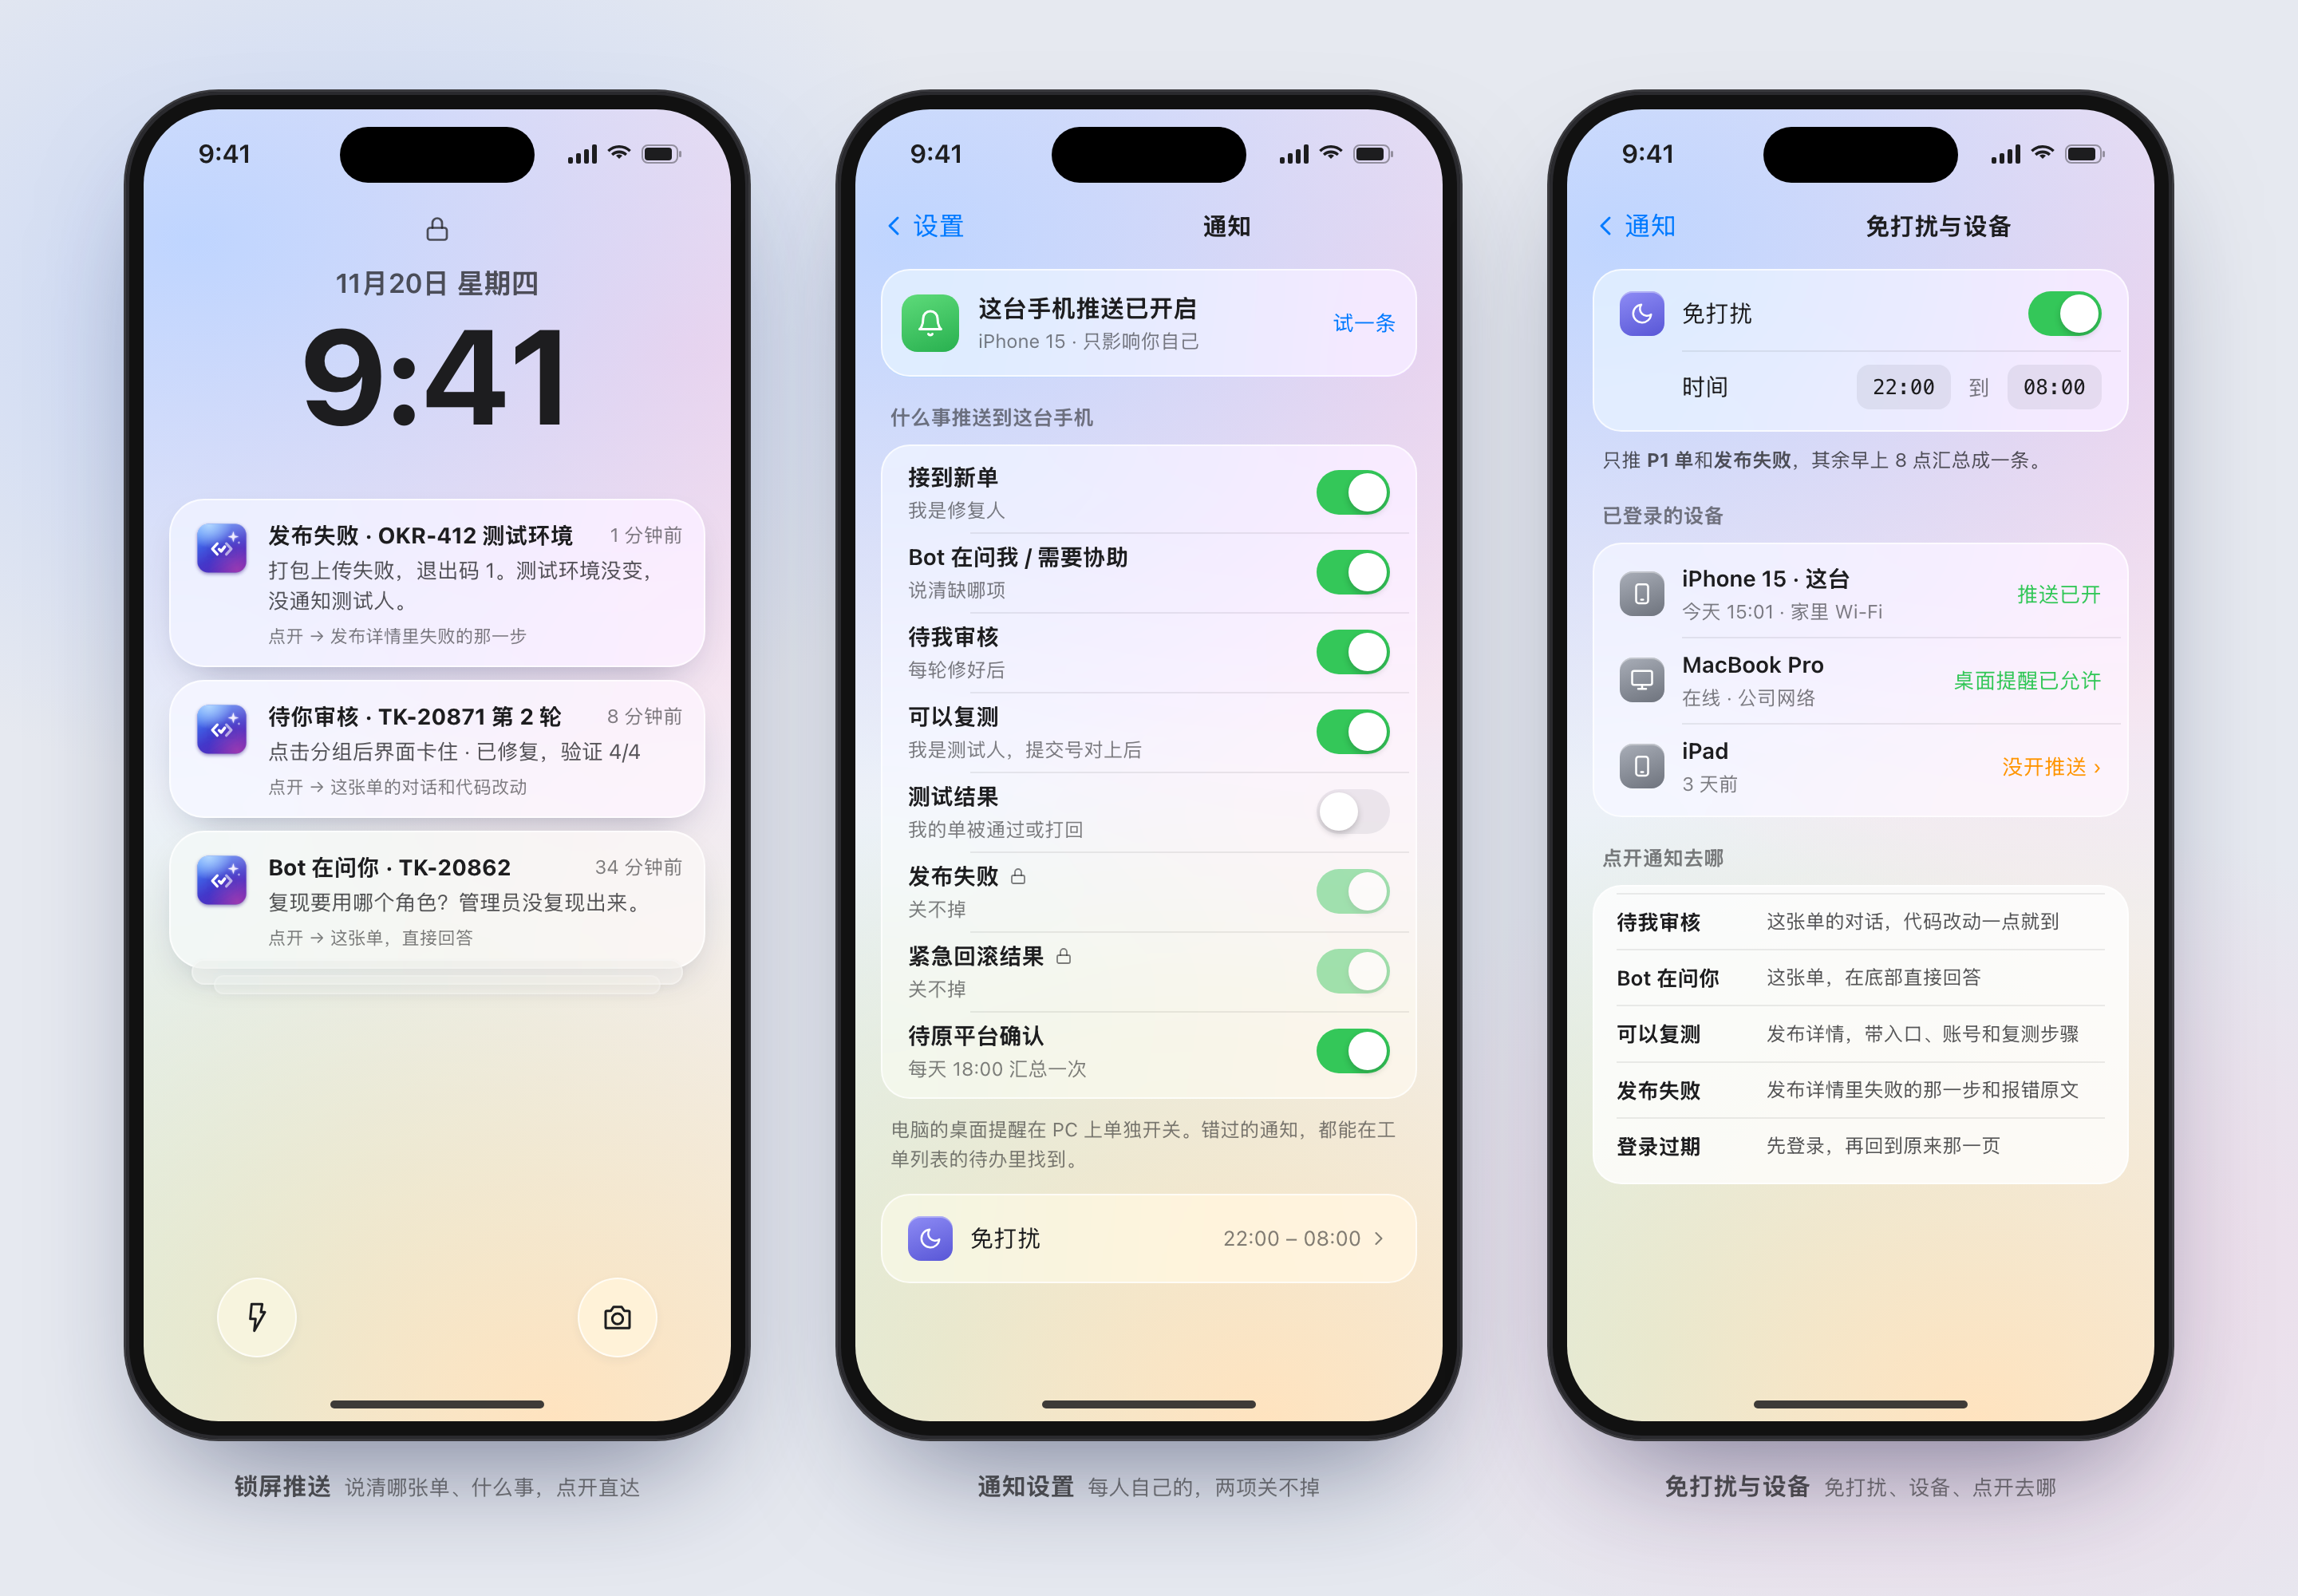 9:41
11月20日 星期四
9:41
发布失败 · OKR-412 测试环境 1 分钟前
打包上传失败，退出码 1。测试环境没变，
没通知测试人。
点开 → 发布详情里失败的那一步
待你审核 · TK-20871 第 2 轮 8 分钟前
点击分组后界面卡住 · 已修复，验证 4/4
点开 → 这张单的对话和代码改动
Bot 在问你 · TK-20862 34 分钟前
复现要用哪个角色？管理员没复现出来。
点开 → 这张单，直接回答
锁屏推送 说清哪张单、什么事，点开直达
9:41
设置 通知
这台手机推送已开启
iPhone 15 · 只影响你自己
试一条
什么事推送到这台手机
接到新单
我是修复人
Bot 在问我 / 需要协助
说清缺哪项
待我审核
每轮修好后
可以复测
我是测试人，提交号对上后
测试结果
我的单被通过或打回
发布失败
关不掉
紧急回滚结果
关不掉
待原平台确认
每天 18:00 汇总一次
电脑的桌面提醒在 PC 上单独开关。错过的通知，都能在工
单列表的待办里找到。
免打扰 22:00 – 08:00
通知设置 每人自己的，两项关不掉
9:41
通知 免打扰与设备
免打扰
时间 22:00 到 08:00
只推 P1 单和发布失败，其余早上 8 点汇总成一条。
已登录的设备
iPhone 15 · 这台
今天 15:01 · 家里 Wi-Fi
推送已开
MacBook Pro
在线 · 公司网络
桌面提醒已允许
iPad
3 天前
没开推送 ›
点开通知去哪
待我审核 这张单的对话，代码改动一点就到
Bot 在问你 这张单，在底部直接回答
可以复测 发布详情，带入口、账号和复测步骤
发布失败 发布详情里失败的那一步和报错原文
登录过期 先登录，再回到原来那一页
免打扰与设备 免打扰、设备、点开去哪